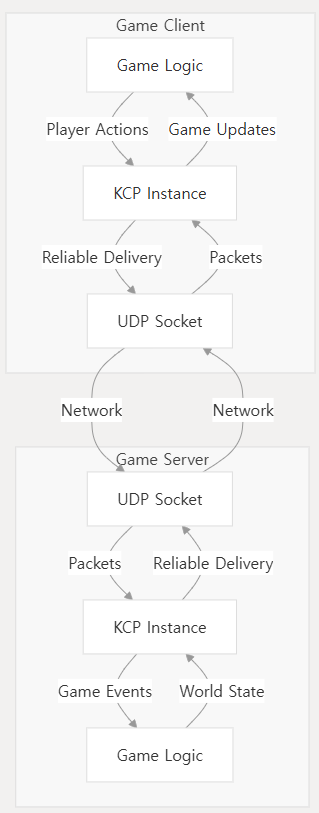 Game Client
Game Logic
Player Actions
Game Updates
KCP Instance
Reliable Delivery
Packets
UDP Socket
Network
Network
Game Server
UDP Socket
Packets
Reliable Delivery
KCP Instance
Game Events
World State
Game Logic